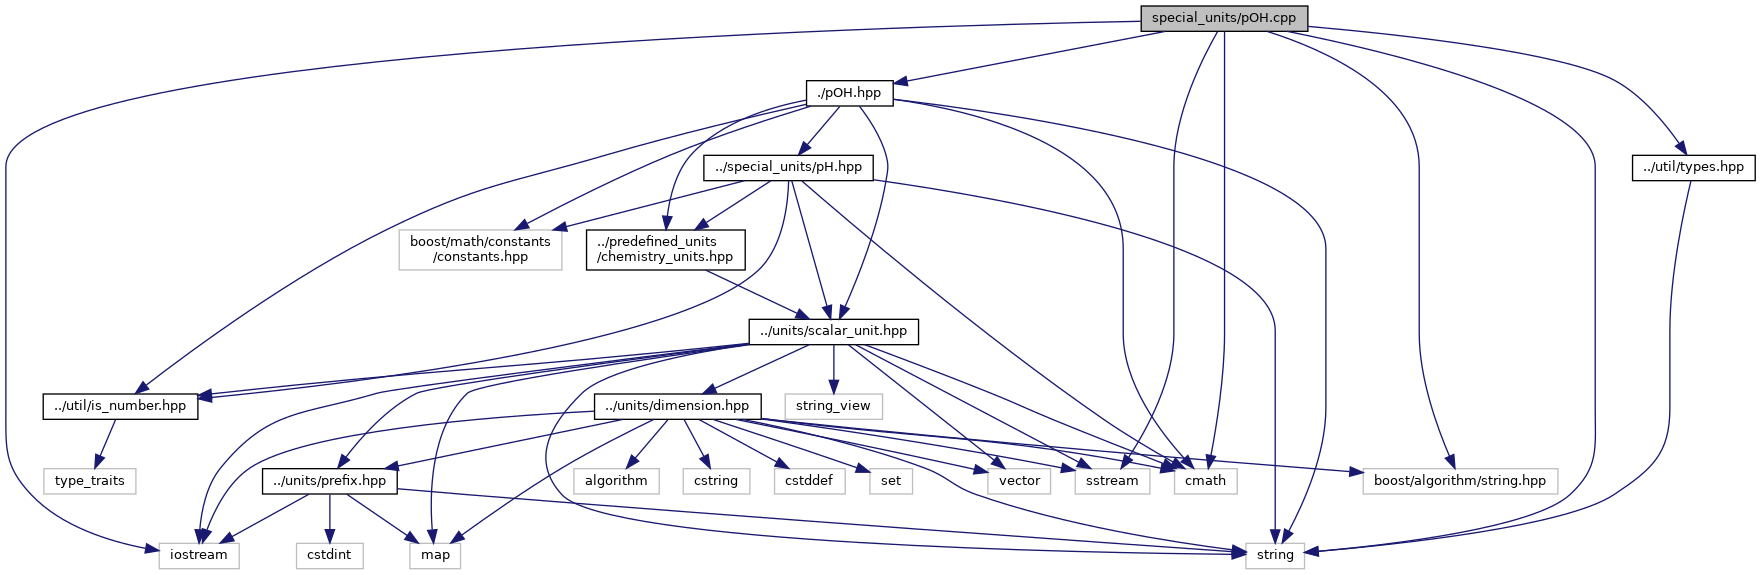 special_units/pOH.cpp
./pOH.hpp
../special_units/pH.hpp
../util/types.hpp
boost/math/constants
/constants.hpp
../predefined_units
/chemistry_units.hpp
../units/scalar_unit.hpp
../util/is_number.hpp
../units/dimension.hpp
string_view
type_traits
../units/prefix.hpp
algorithm
cstring
cstddef
set
vector
sstream
cmath
boost/algorithm/string.hpp
iostream
cstdint
map
string